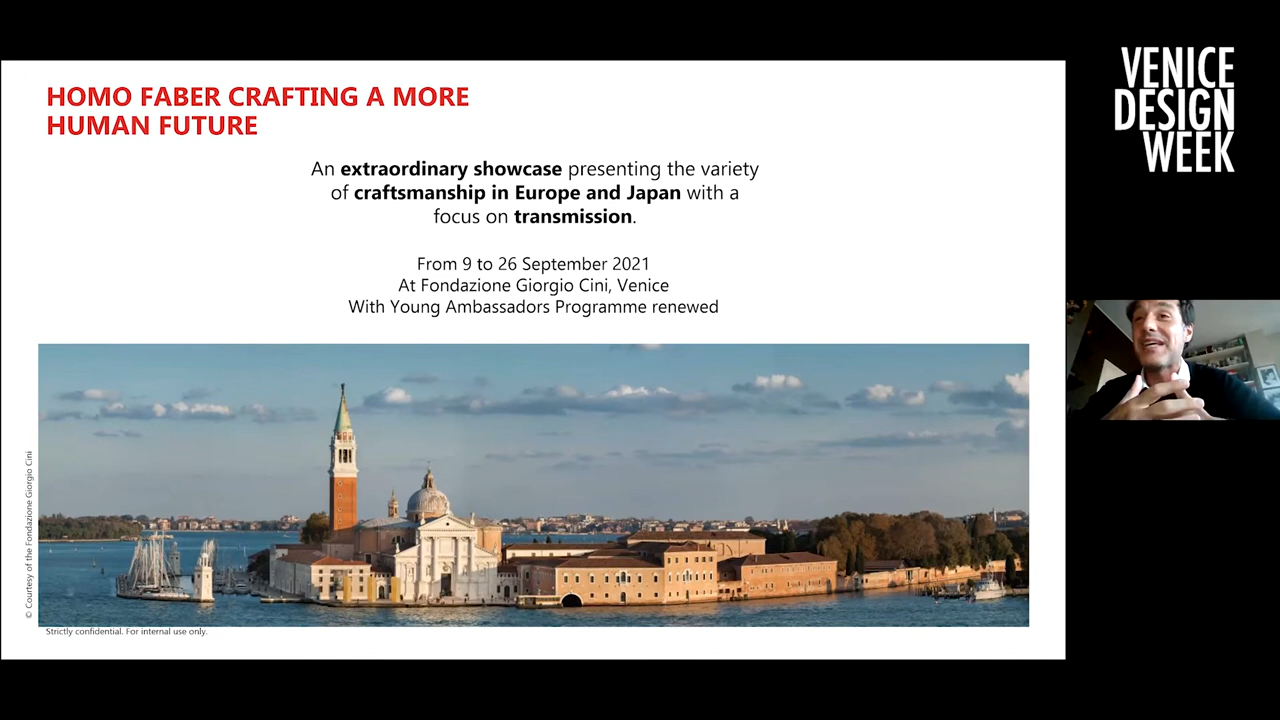 HOMO FABER CRAFTING A MORE
HUMAN FUTURE
An extraordinary showcase presenting the variety
of craftsmanship in Europe and Japan with a
focus on transmission.
From 9 to 26 September 2021
At Fondazione Giorgio Cini, Venice
With Young Ambassadors Programme renewed
© Courtesy of the Fondazione Giorgio Cini
Strictly confidential. For internal use only.
VENICE
DESIGN
WEEK